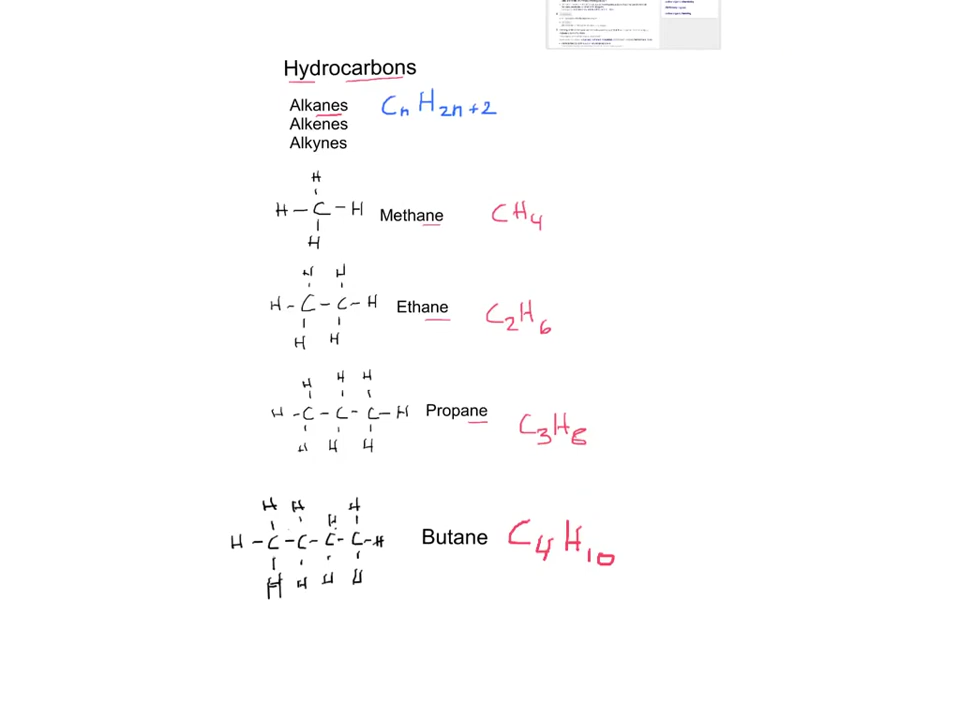 Hydrocarbons
Alkanes CnH2n+2
Alkenes
Alkynes
H
H – C – H Methane CH4
H
H H
H - C - C - H Ethane C2H6
H H
H H H
H - C - C - C - H Propane C3H8
H H H
H H H H
H - C - C - C - C - H Butane C4H10
H H H H